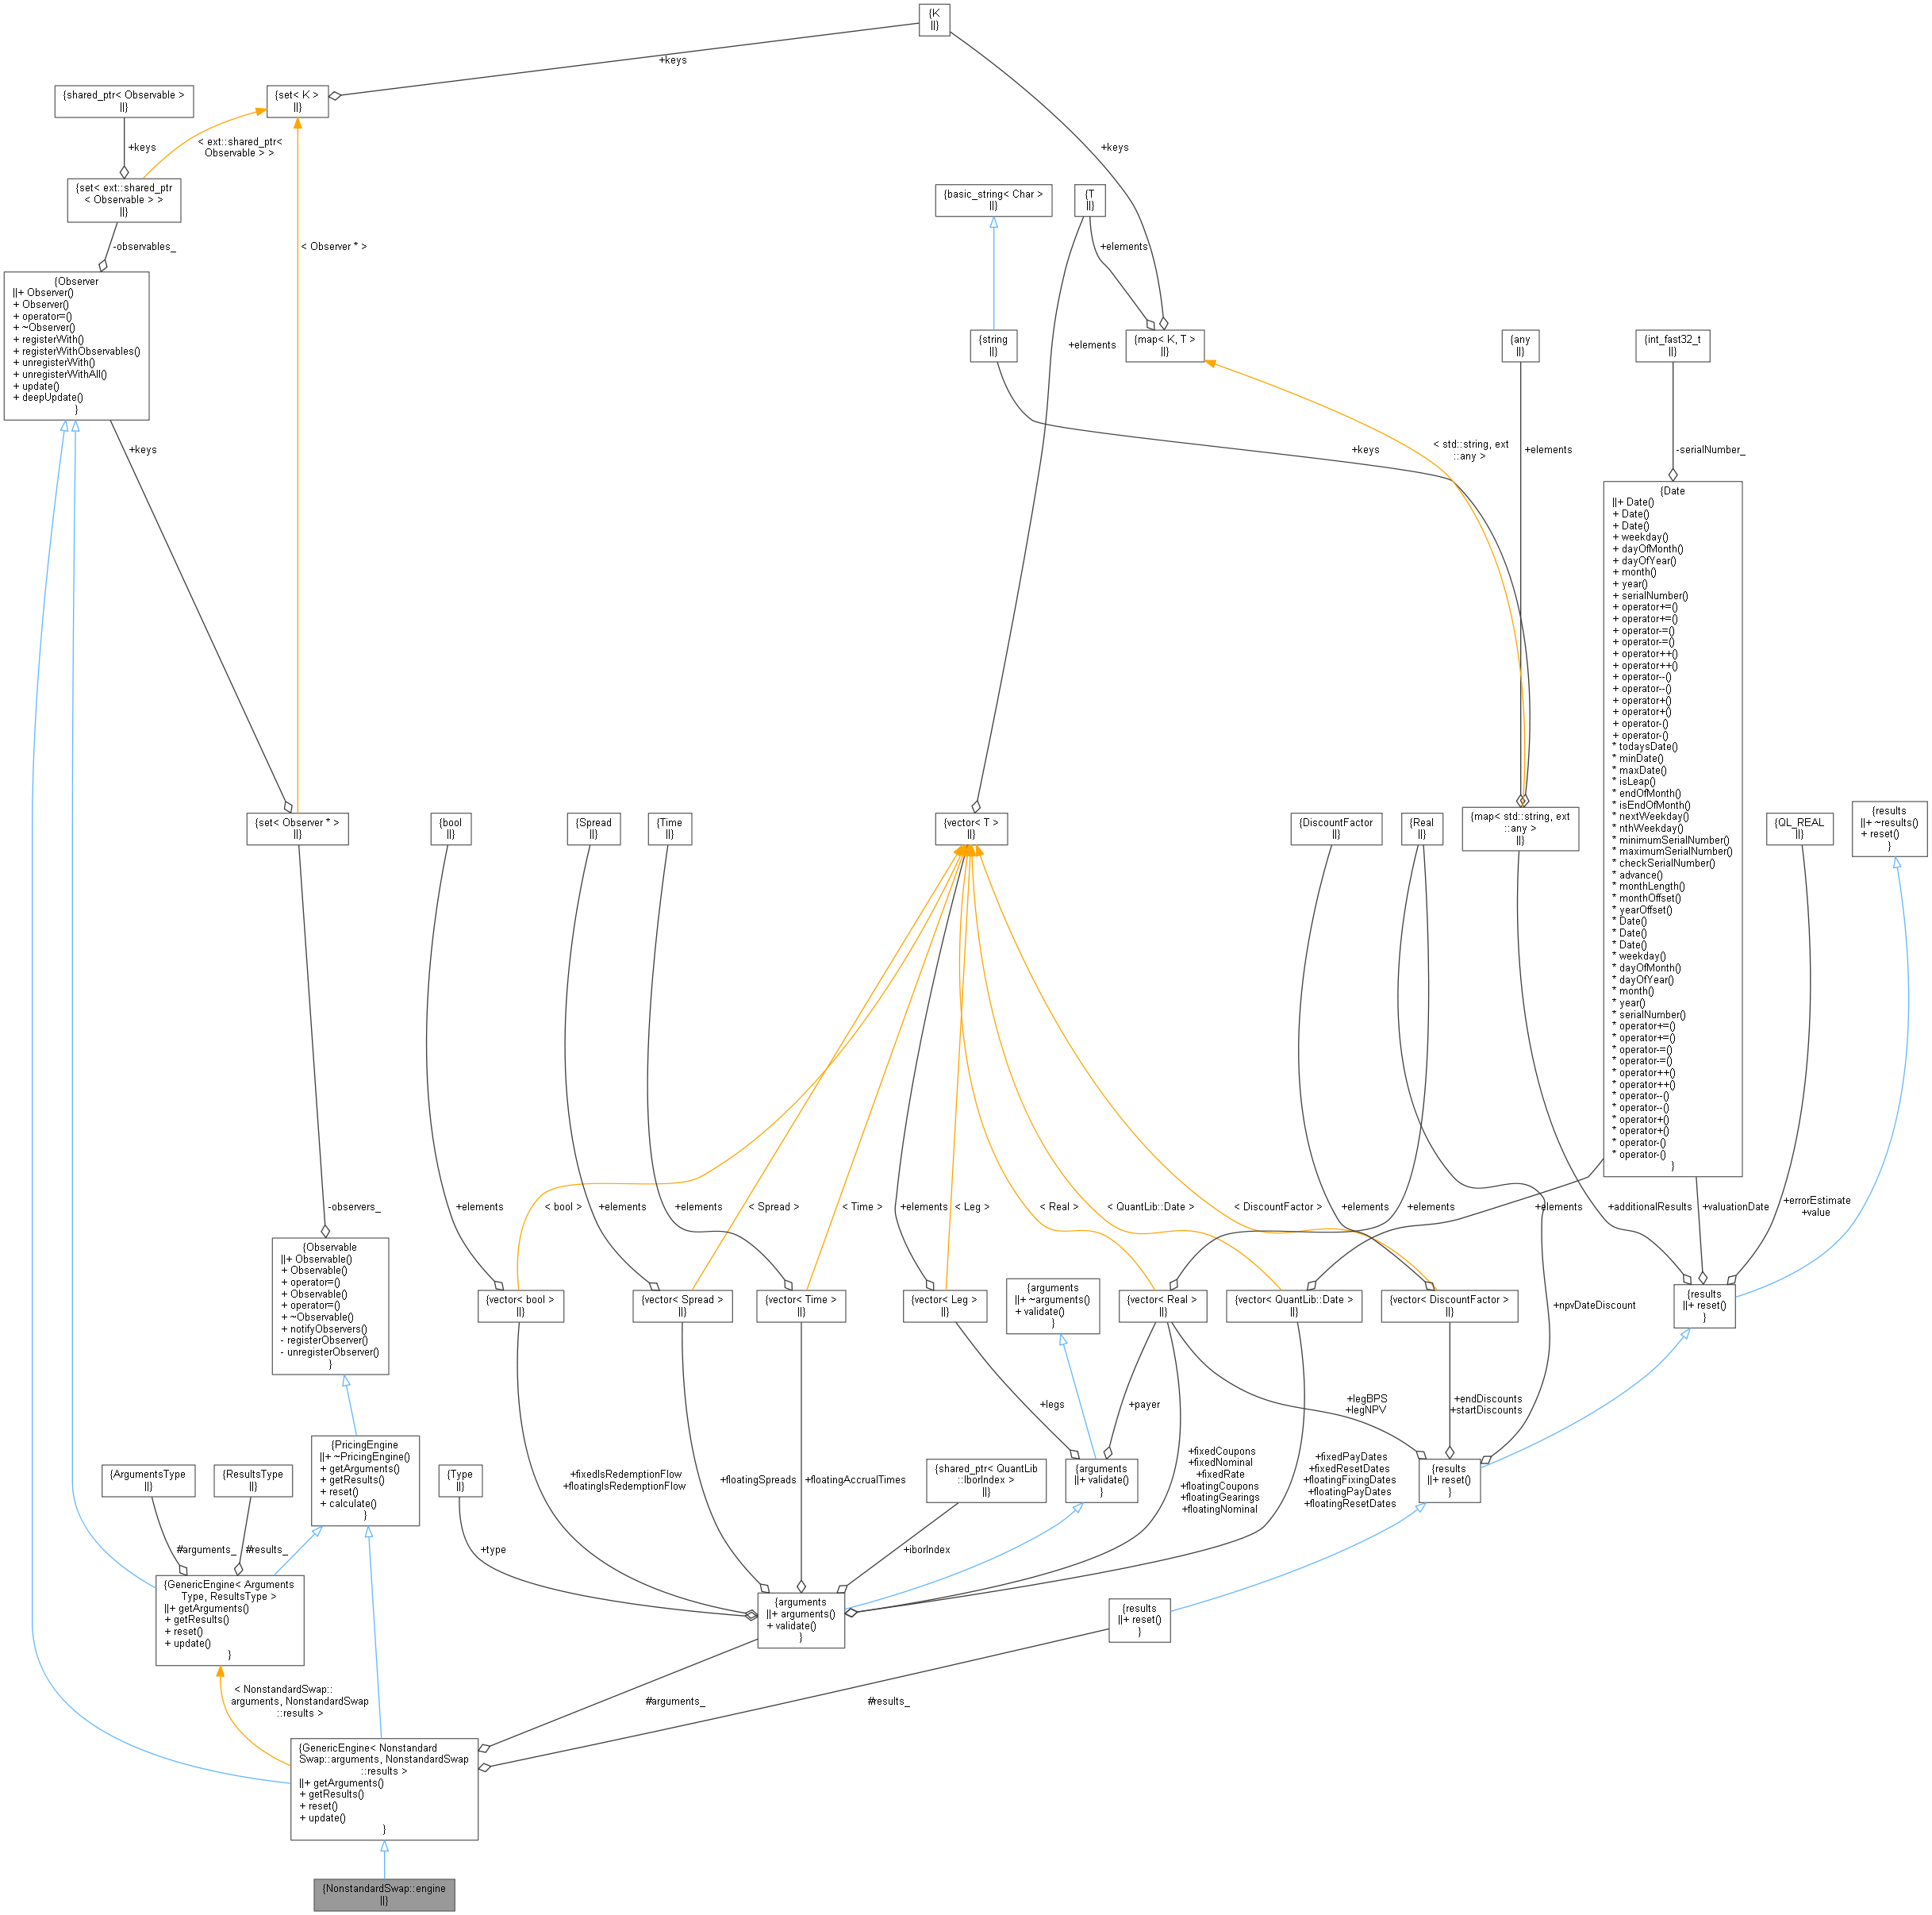 {K
||}
+keys
{shared_ptr< Observable >
||}
{set< K >
||}
+keys
< ext::shared_ptr<
Observable > >
+keys
{set< ext::shared_ptr
< Observable > >
||}
{basic_string< Char >
||}
{T
||}
-observables_
< Observer * >
+elements
{Observer
||+ Observer()
+ Observer()
+ operator=()
+ ~Observer()
+ registerWith()
+ registerWithObservables()
+ unregisterWith()
+ unregisterWithAll()
+ update()
+ deepUpdate()
}
{string
||}
+elements
{map< K, T >
||}
{any
||}
{int_fast32_t
||}
+keys
+keys
< std::string, ext
::any >
+elements
-serialNumber_
{Date
||+ Date()
+ Date()
+ Date()
+ weekday()
+ dayOfMonth()
+ dayOfYear()
+ month()
+ year()
+ serialNumber()
+ operator+=()
+ operator+=()
+ operator-=()
+ operator-=()
+ operator++()
+ operator++()
+ operator--()
+ operator--()
+ operator+()
+ operator+()
+ operator-()
+ operator-()
* todaysDate()
* minDate()
* maxDate()
* isLeap()
* endOfMonth()
* isEndOfMonth()
* nextWeekday()
* nthWeekday()
* minimumSerialNumber()
* maximumSerialNumber()
* checkSerialNumber()
* advance()
* monthLength()
* monthOffset()
* yearOffset()
* Date()
* Date()
* Date()
* weekday()
* dayOfMonth()
* dayOfYear()
* month()
* year()
* serialNumber()
* operator+=()
* operator+=()
* operator-=()
* operator-=()
* operator++()
* operator++()
* operator--()
* operator--()
* operator+()
* operator+()
* operator-()
* operator-()
}
{set< Observer * >
||}
{bool
||}
{Spread
||}
{Time
||}
{vector< T >
||}
{DiscountFactor
||}
{Real
||}
{map< std::string, ext
::any >
||}
{QL_REAL
||}
{results
||+ ~results()
+ reset()
}
-observers_
+elements
< bool >
+elements
+elements
< Spread >
< Time >
+elements
< Leg >
< Real >
< QuantLib::Date >
< DiscountFactor >
+elements
+elements
+elements
+additionalResults
+valuationDate
+errorEstimate
+value
{Observable
||+ Observable()
+ Observable()
+ operator=()
+ Observable()
+ operator=()
+ ~Observable()
+ notifyObservers()
- registerObserver()
- unregisterObserver()
}
{vector< bool >
||}
{vector< Spread >
||}
{vector< Time >
||}
{vector< Leg >
||}
{arguments
||+ ~arguments()
+ validate()
}
{vector< Real >
||}
{vector< QuantLib::Date >
||}
{vector< DiscountFactor >
||}
+npvDateDiscount
{results
||+ reset()
}
+legs
+payer
+legBPS
+legNPV
+endDiscounts
+startDiscounts
{PricingEngine
||+ ~PricingEngine()
+ getArguments()
+ getResults()
+ reset()
+ calculate()
}
{ArgumentsType
||}
{ResultsType
||}
{Type
||}
+fixedIsRedemptionFlow
+floatingIsRedemptionFlow
+floatingSpreads
+floatingAccrualTimes
{shared_ptr< QuantLib
::IborIndex >
||}
{arguments
||+ validate()
}
+fixedCoupons
+fixedNominal
+fixedRate
+floatingCoupons
+floatingGearings
+floatingNominal
+fixedPayDates
+fixedResetDates
+floatingFixingDates
+floatingPayDates
+floatingResetDates
{results
||+ reset()
}
#arguments_
#results_
+type
+iborIndex
{GenericEngine< Arguments
Type, ResultsType >
||+ getArguments()
+ getResults()
+ reset()
+ update()
}
{arguments
||+ arguments()
+ validate()
}
{results
||+ reset()
}
< NonstandardSwap::
arguments, NonstandardSwap
::results >
#arguments_
#results_
{GenericEngine< Nonstandard
Swap::arguments, NonstandardSwap
::results >
||+ getArguments()
+ getResults()
+ reset()
+ update()
}
{NonstandardSwap::engine
||}